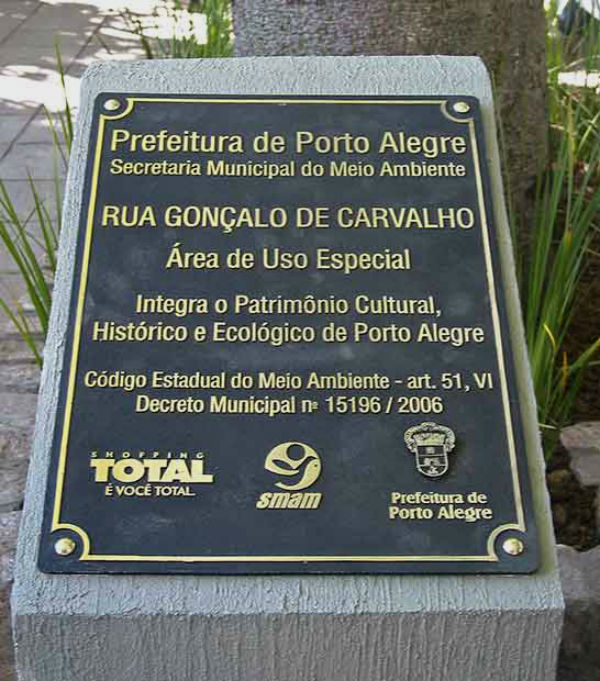 Prefeitura de Porto Alegre
Secretaria Municipal do Meio Ambiente
RUA GONÇALO DE CARVALHO
Área de Uso Especial
Integra o Patrimônio Cultural,
Histórico e Ecológico de Porto Alegre
Código Estadual do Meio Ambiente - art. 51, VI
Decreto Municipal nº 15196 / 2006
SHOPPING
TOTAL
É VOCÊ TOTAL.
smam
Prefeitura de
Porto Alegre